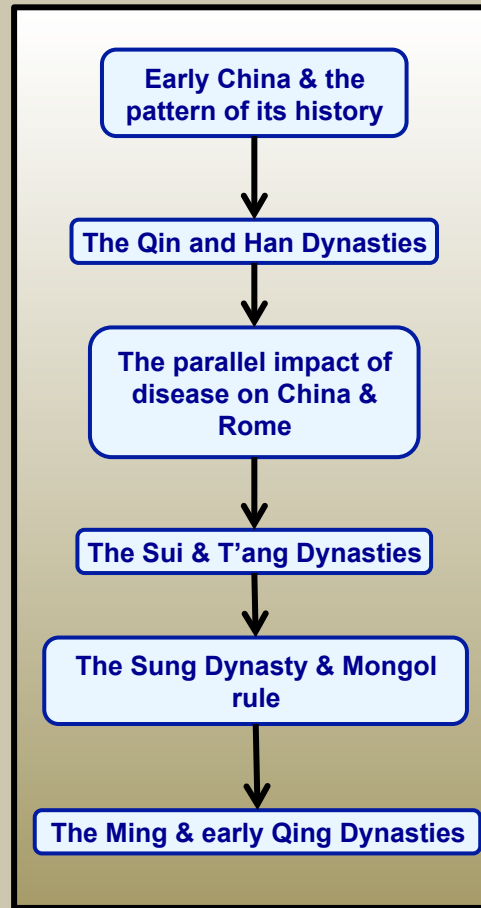 Early China & the
pattern of its history
The Qin and Han Dynasties
The parallel impact of
disease on China &
Rome
The Sui & T’ang Dynasties
The Sung Dynasty & Mongol
rule
The Ming & early Qing Dynasties